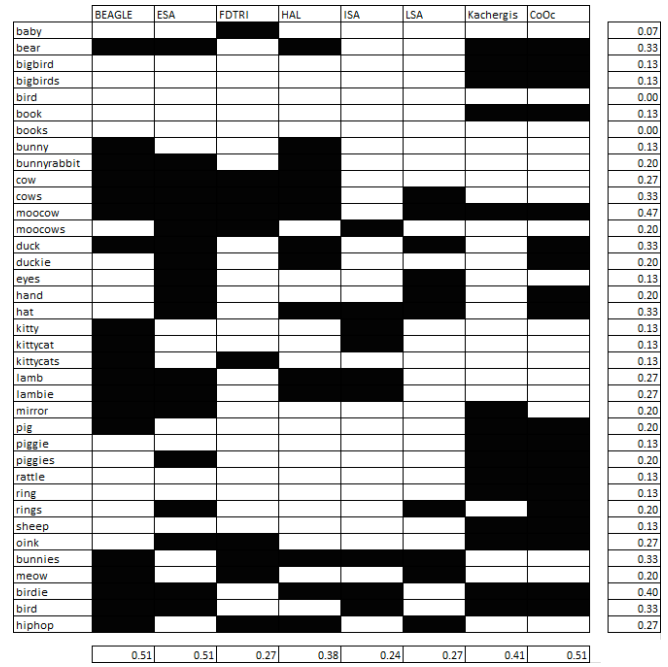 BEAGLE ESA FDTRI HAL ISA LSA Kachergis CoOc
baby 0.07
bear 0.33
bigbird 0.13
bigbirds 0.13
bird 0.00
book 0.13
books 0.00
bunny 0.13
bunnyrabbit 0.20
cow 0.27
cows 0.33
moocow 0.47
moocows 0.20
duck 0.33
duckie 0.20
eyes 0.13
hand 0.20
hat 0.33
kitty 0.13
kittycat 0.13
kittycats 0.13
lamb 0.27
lambie 0.27
mirror 0.20
pig 0.20
piggie 0.13
piggies 0.20
rattle 0.13
ring 0.13
rings 0.20
sheep 0.13
oink 0.27
bunnies 0.33
meow 0.20
birdie 0.40
bird 0.33
hiphop 0.27
0.51 0.51 0.27 0.38 0.24 0.27 0.41 0.51